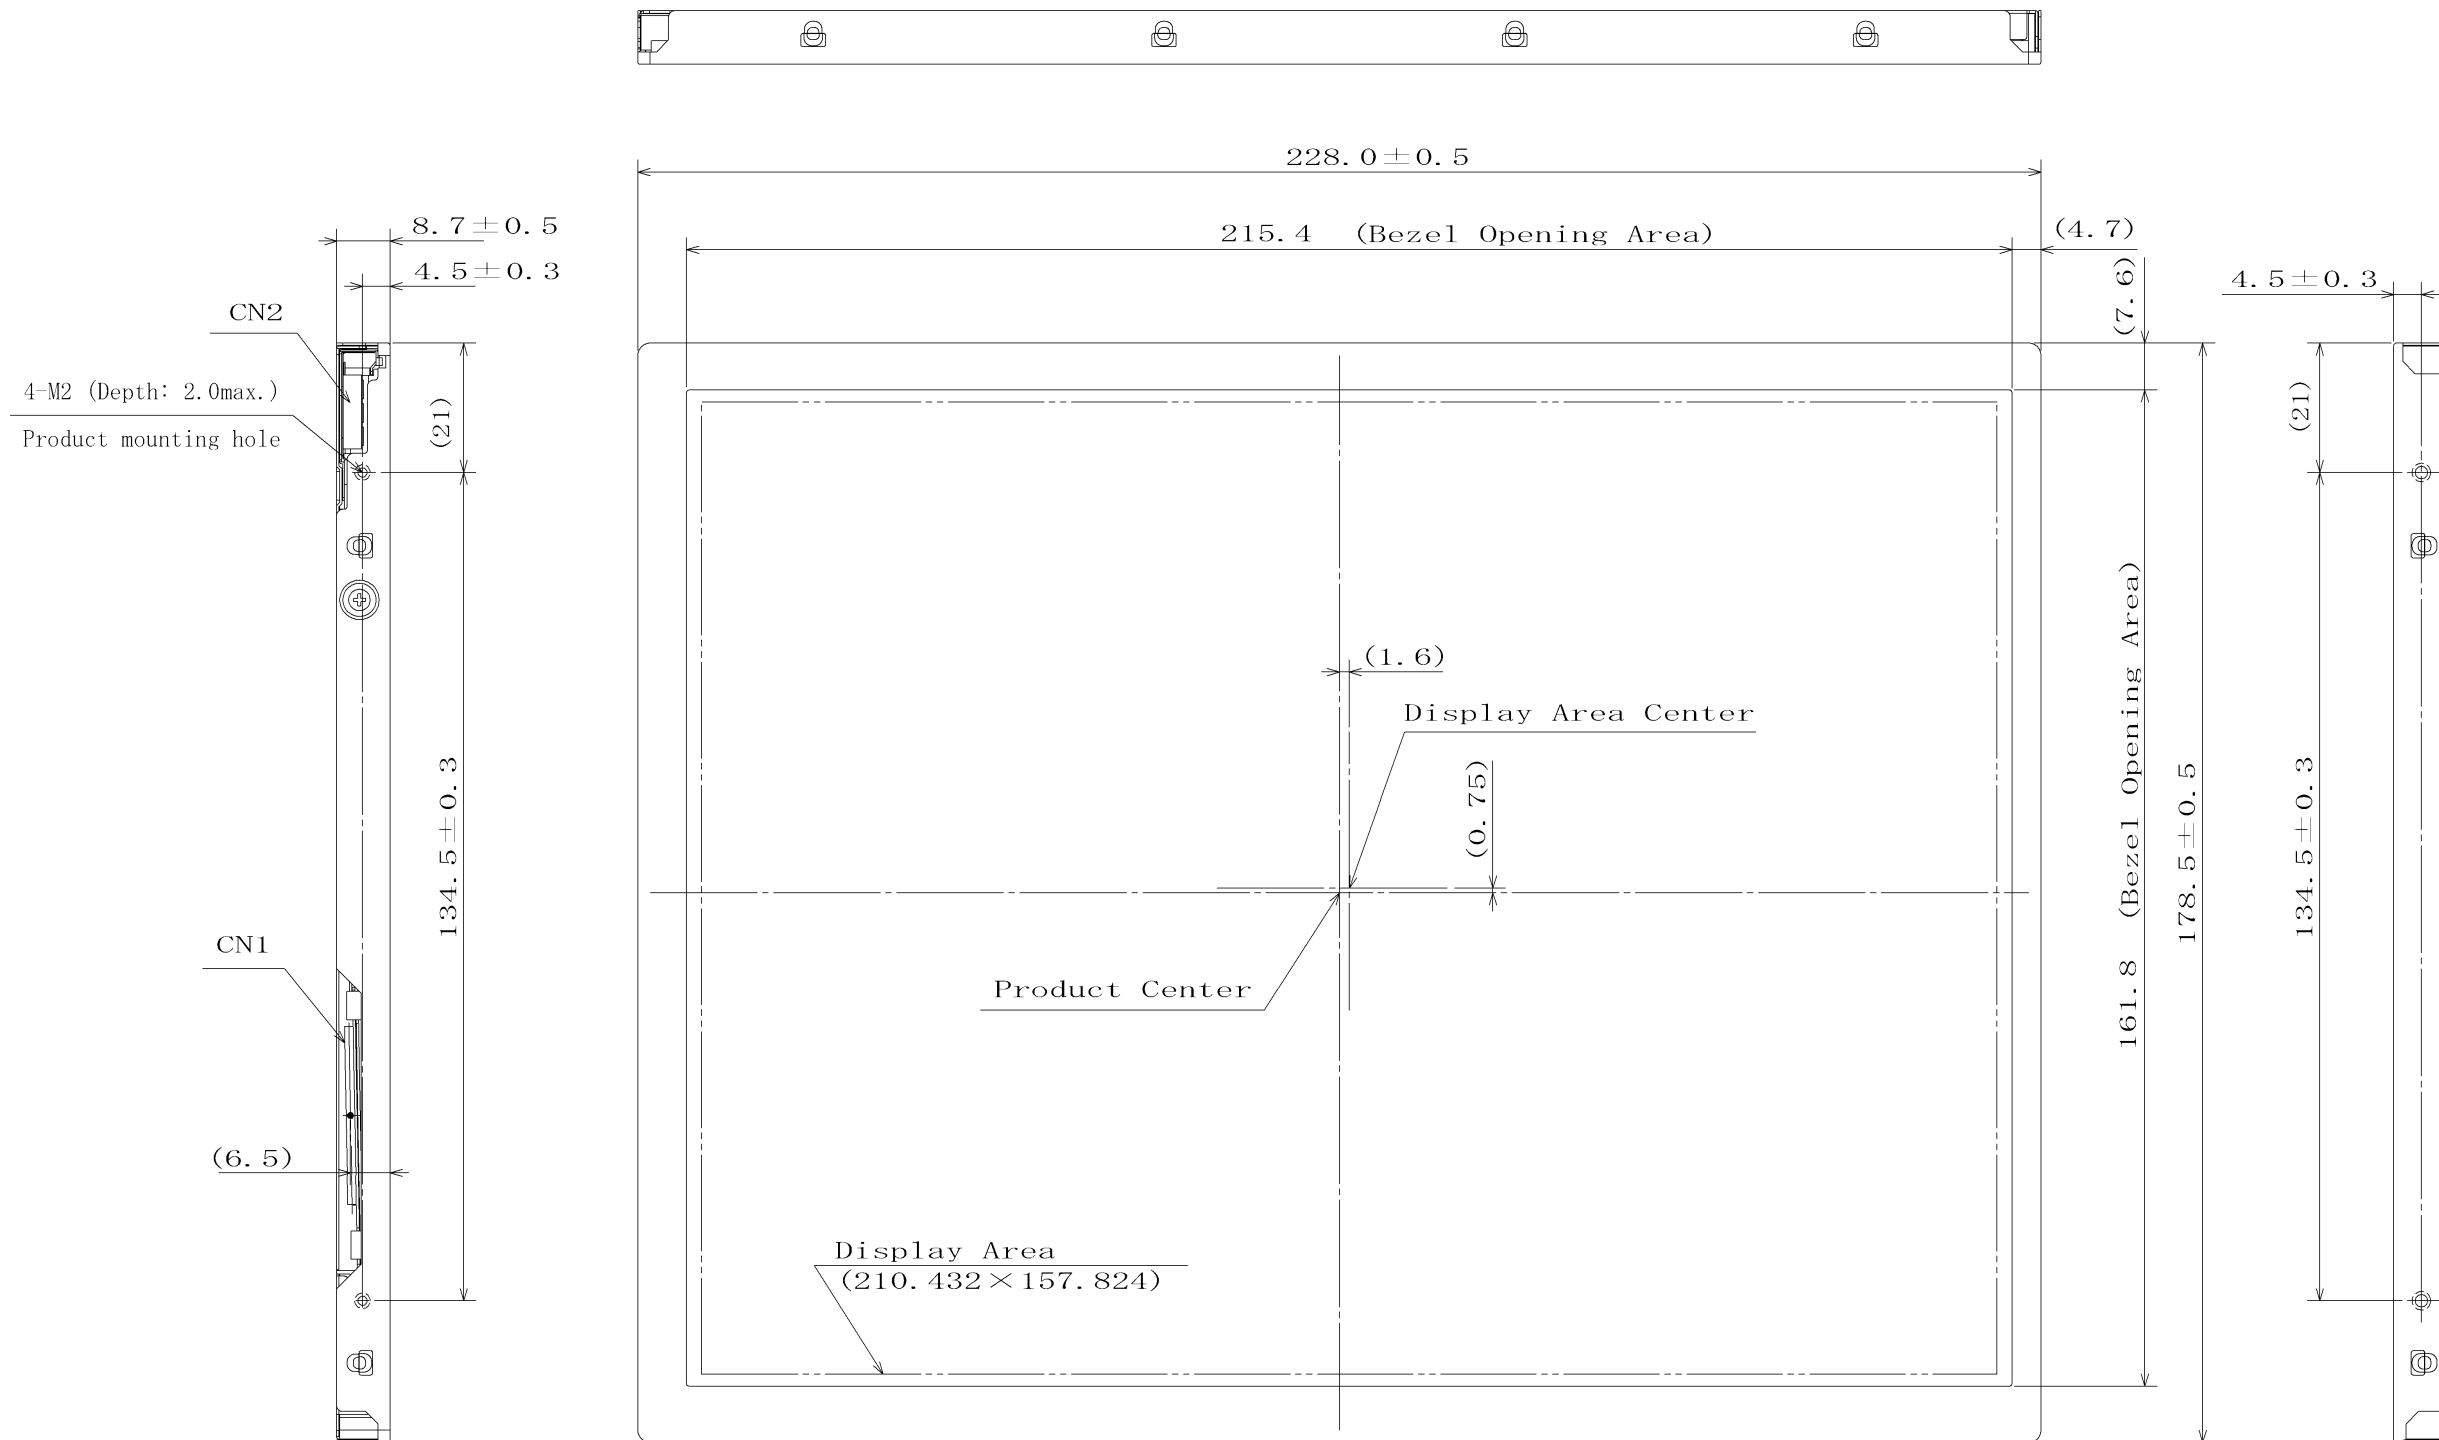 228.0±0.5
8.7±0.5
215.4 (Bezel Opening Area)
(4.7)
4.5±0.3
(7.6)
4.5±0.3
CN2
4-M2 (Depth: 2.0max.)
Product mounting hole
(21)
(21)
(1.6)
Display Area Center
(0.75)
134.5±0.3
161.8 (Bezel Opening Area)
178.5±0.5
134.5±0.3
CN1
Product Center
(6.5)
Display Area
(210.432×157.824)